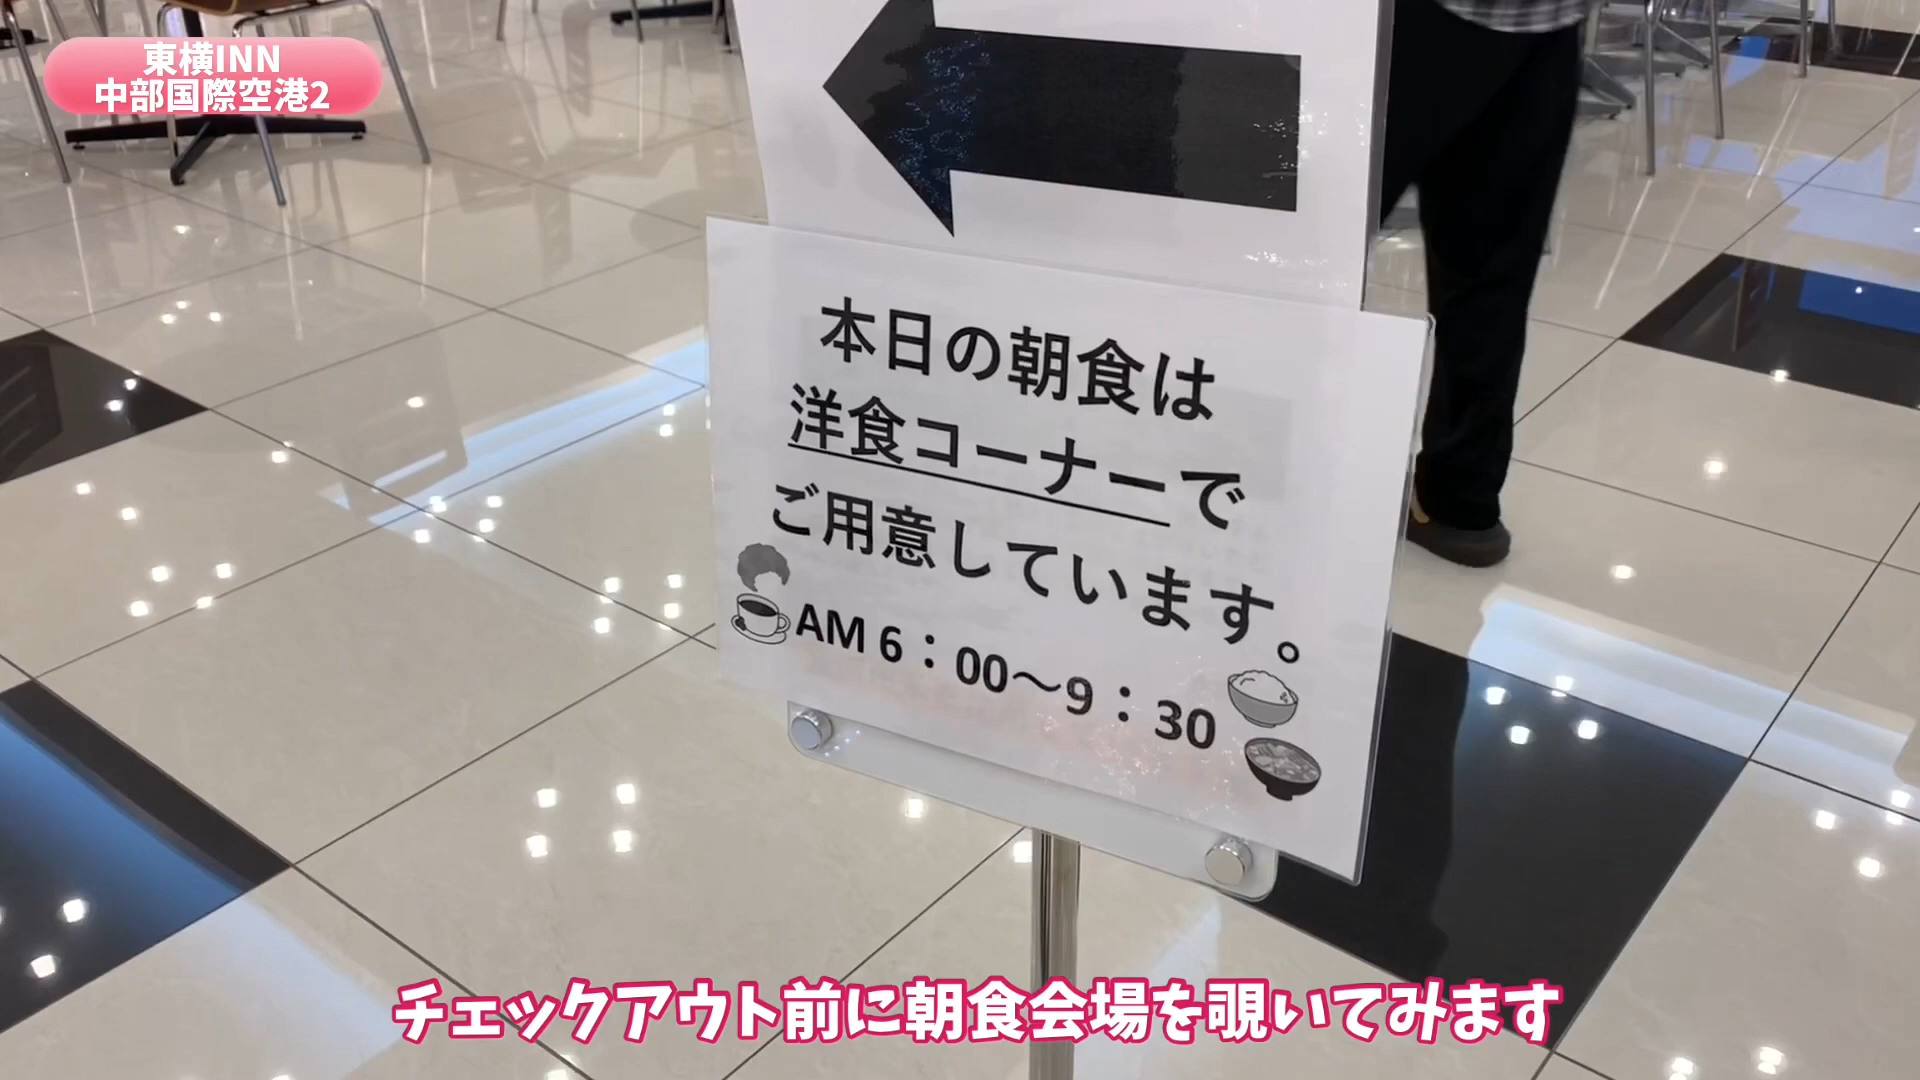 東横INN
中部国際空港2
本日の朝食は
洋食コーナーで
ご用意しています。
AM 6：00～9：30
チェックアウト前に朝食会場を覗いてみます